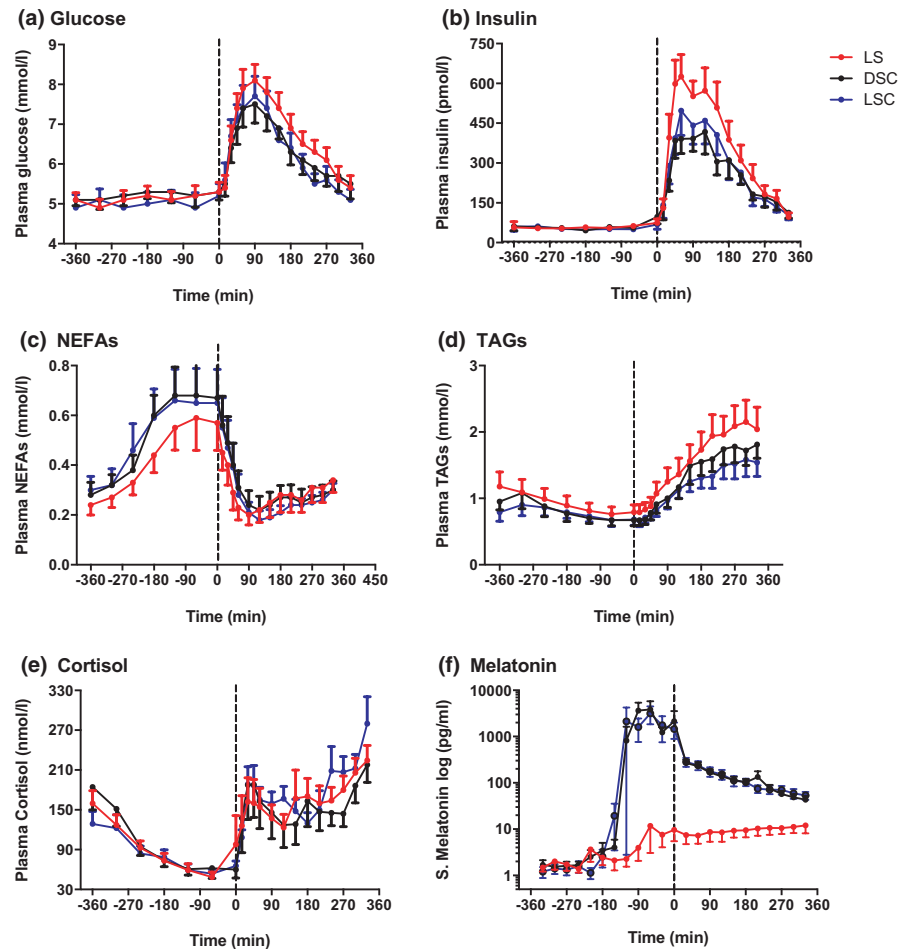 (a) Glucose
Plasma glucose (mmol/l)
9
8
7
6
5
4
-360 -270 -180 -90 0 90 180 270 360
Time (min)
(b) Insulin
Plasma insulin (pmol/l)
750
600
450
300
150
0
-360 -270 -180 -90 0 90 180 270 360
Time (min)
LS
DSC
LSC
(c) NEFAs
Plasma NEFAs (mmol/l)
0.8
0.6
0.4
0.2
0.0
-360 -270 -180 -90 0 90 180 270 360 450
Time (min)
(d) TAGs
Plasma TAGs (mmo/l)
3
2
1
0
-360 -270 -180 -90 0 90 180 270 360
Time (min)
(e) Cortisol
Plasma Cortisol (nmol/l)
330
270
210
150
90
30
-360 -270 -180 -90 0 90 180 270 360
Time (min)
(f) Melatonin
S. Melatonin log (pg/ml)
10000
1000
100
10
1
-360 -270 -180 -90 0 90 180 270 360
Time (min)